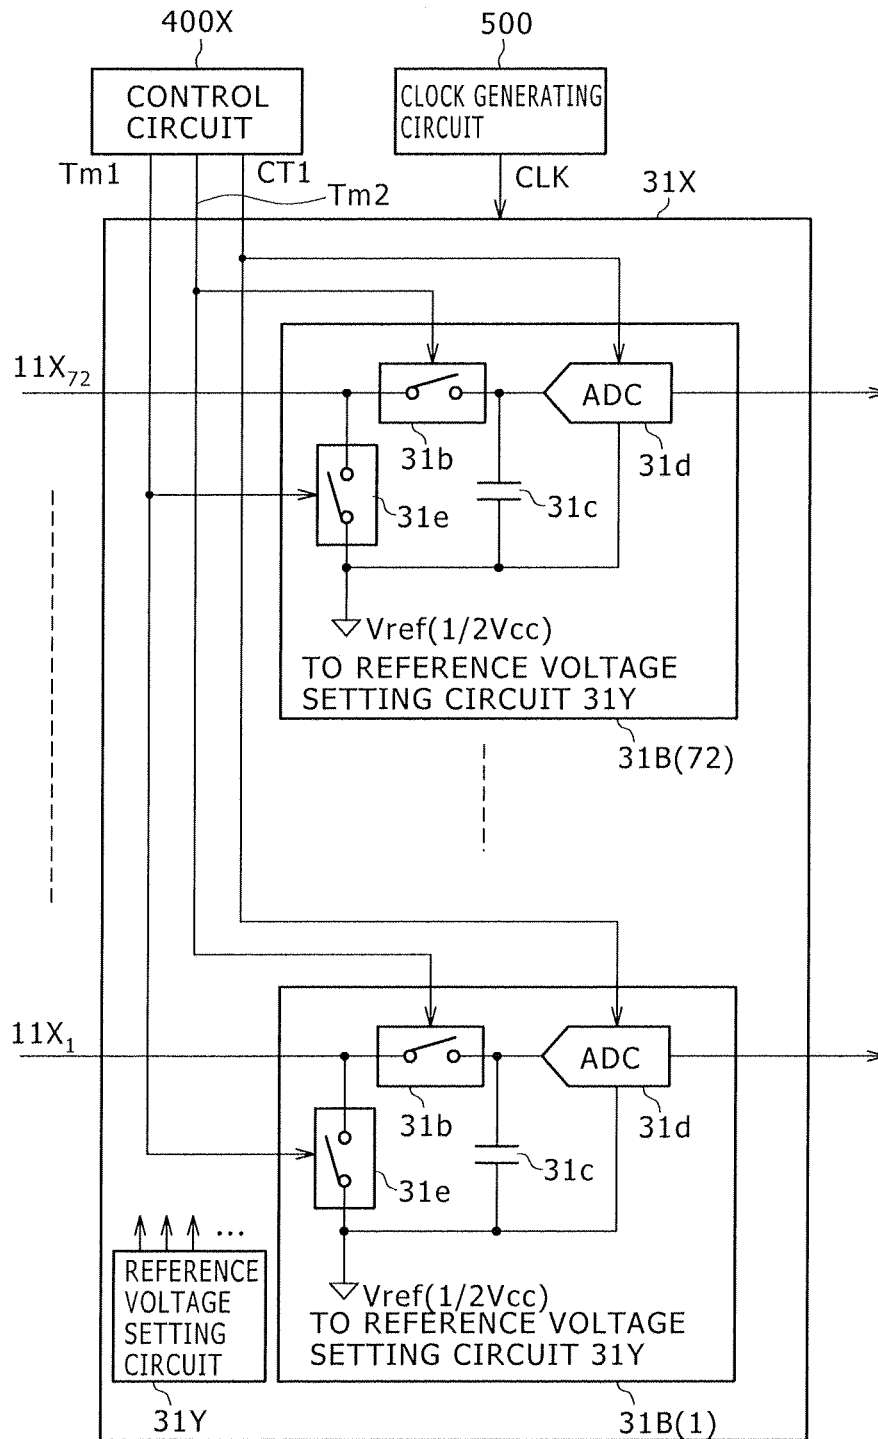 400X
500
CONTROL
CIRCUIT
CLOCK GENERATING
CIRCUIT
Tm1
CT1
Tm2
CLK
31X
11X72
ADC
31b
31d
31e
31c
Vref(1/2Vcc)
TO REFERENCE VOLTAGE
SETTING CIRCUIT 31Y
31B(72)
11X1
ADC
31b
31d
31e
31c
...
REFERENCE
VOLTAGE
SETTING
CIRCUIT
Vref(1/2Vcc)
TO REFERENCE VOLTAGE
SETTING CIRCUIT 31Y
31Y
31B(1)